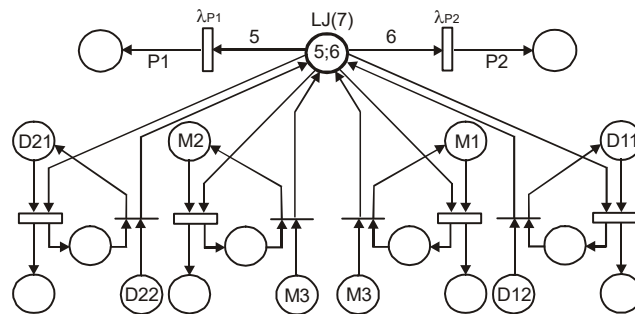 λP1 LJ(7) λP2
5 5;6 6
P1 P2
D21 M2 M1 D11
D22 M3 M3 D12